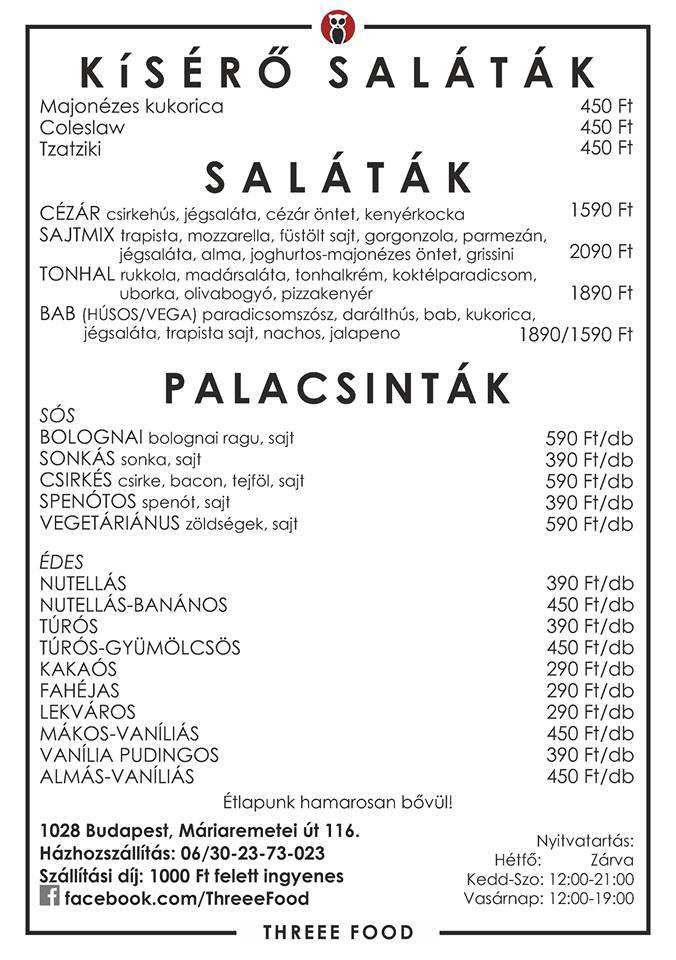 KíSÉRŐ SALÁTÁK
Majonézes kukorica 450 Ft
Coleslaw 450 Ft
Tzatziki 450 Ft
SALÁTÁK
CÉZÁR csirkehús, jégsaláta, cézár öntet, kenyérkocka 1590 Ft
SAJTMIX trapista, mozzarella, füstölt sajt, gorgonzola, parmezán,
jégsaláta, alma, joghurtos-majonézes öntet, grissini 2090 Ft
TONHAL rukkola, madársaláta, tonhalkrém, koktélparadicsom,
uborka, olivabogyó, pizzakenyér 1890 Ft
BAB (HÚSOS/VEGA) paradicsomszósz, darálthús, bab, kukorica,
jégsaláta, trapista sajt, nachos, jalapeno 1890/1590 Ft
PALACSINTÁK
SÓS
BOLOGNAI bolognai ragu, sajt 590 Ft/db
SONKÁS sonka, sajt 390 Ft/db
CSIRKÉS csirke, bacon, tejföl, sajt 590 Ft/db
SPENÓTOS spenót, sajt 390 Ft/db
VEGETÁRIÁNUS zöldségek, sajt 590 Ft/db
ÉDES
NUTELLÁS 390 Ft/db
NUTELLÁS-BANÁNOS 450 Ft/db
TÚRÓS 390 Ft/db
TÚRÓS-GYÜMÖLCSÖS 450 Ft/db
KAKAÓS 290 Ft/db
FAHÉJAS 290 Ft/db
LEKVÁROS 290 Ft/db
MÁKOS-VANÍLIÁS 450 Ft/db
VANÍLIA PUDINGOS 390 Ft/db
ALMÁS-VANÍLIÁS 450 Ft/db
Étlapunk hamarosan bővül!
1028 Budapest, Máriaremetei út 116.
Házhozszállítás: 06/30-23-73-023
Szállítási díj: 1000 Ft felett ingyenes
facebook.com/ThreeeFood
Nyitvatartás:
Hétfő: Zárva
Kedd-Szo: 12:00-21:00
Vasárnap: 12:00-19:00
THREEE FOOD